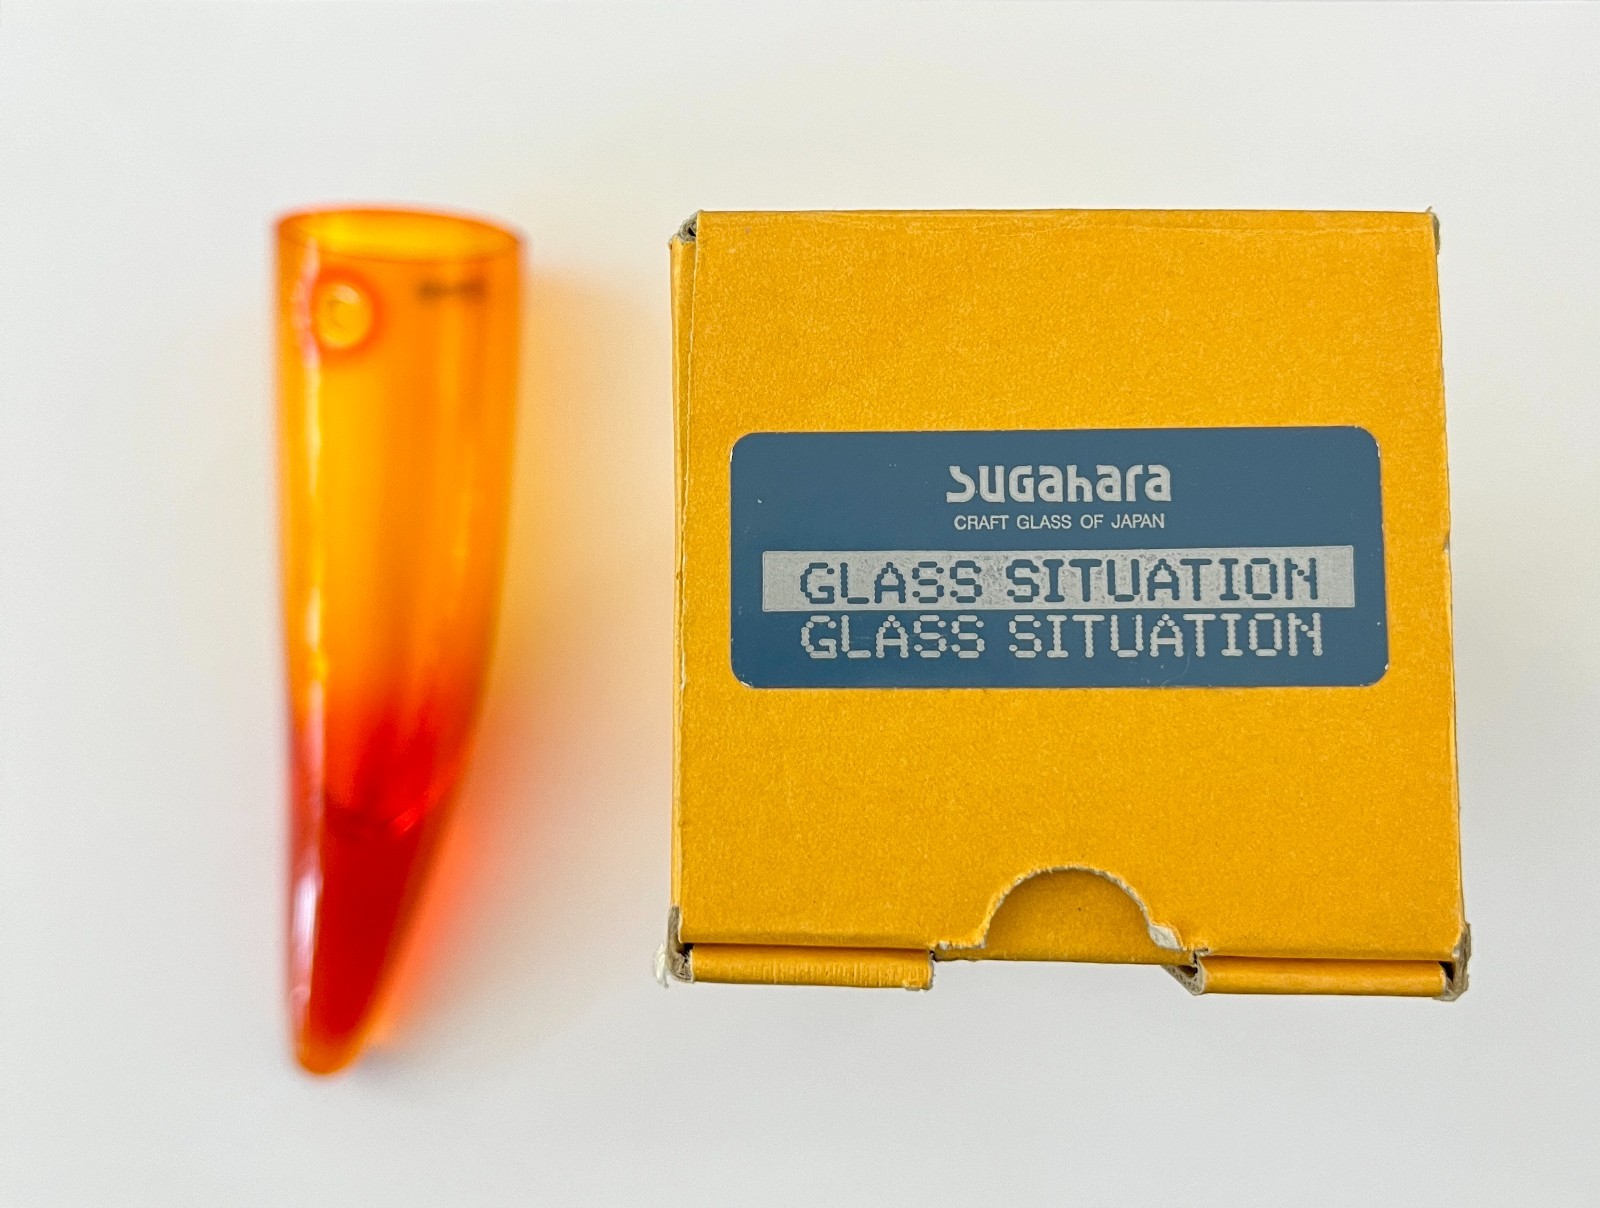 sugahara
CRAFT GLASS OF JAPAN
GLASS SITUATION
GLASS SITUATION